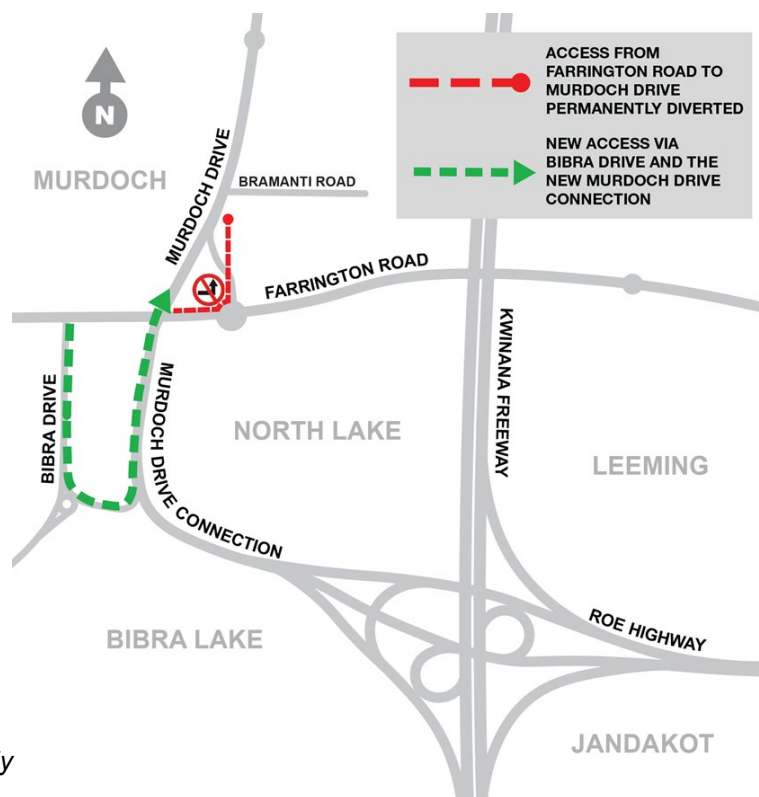 ACCESS FROM
FARRINGTON ROAD TO
MURDOCH DRIVE
PERMANENTLY DIVERTED
NEW ACCESS VIA
BIBRA DRIVE AND THE
NEW MURDOCH DRIVE
CONNECTION
N
MURDOCH
MURDOCH DRIVE
BRAMANTI ROAD
FARRINGTON ROAD
KWINANA FREEWAY
BIBRA DRIVE
MURDOCH DRIVE CONNECTION
NORTH LAKE
LEEMING
BIBRA LAKE
ROE HIGHWAY
JANDAKOT